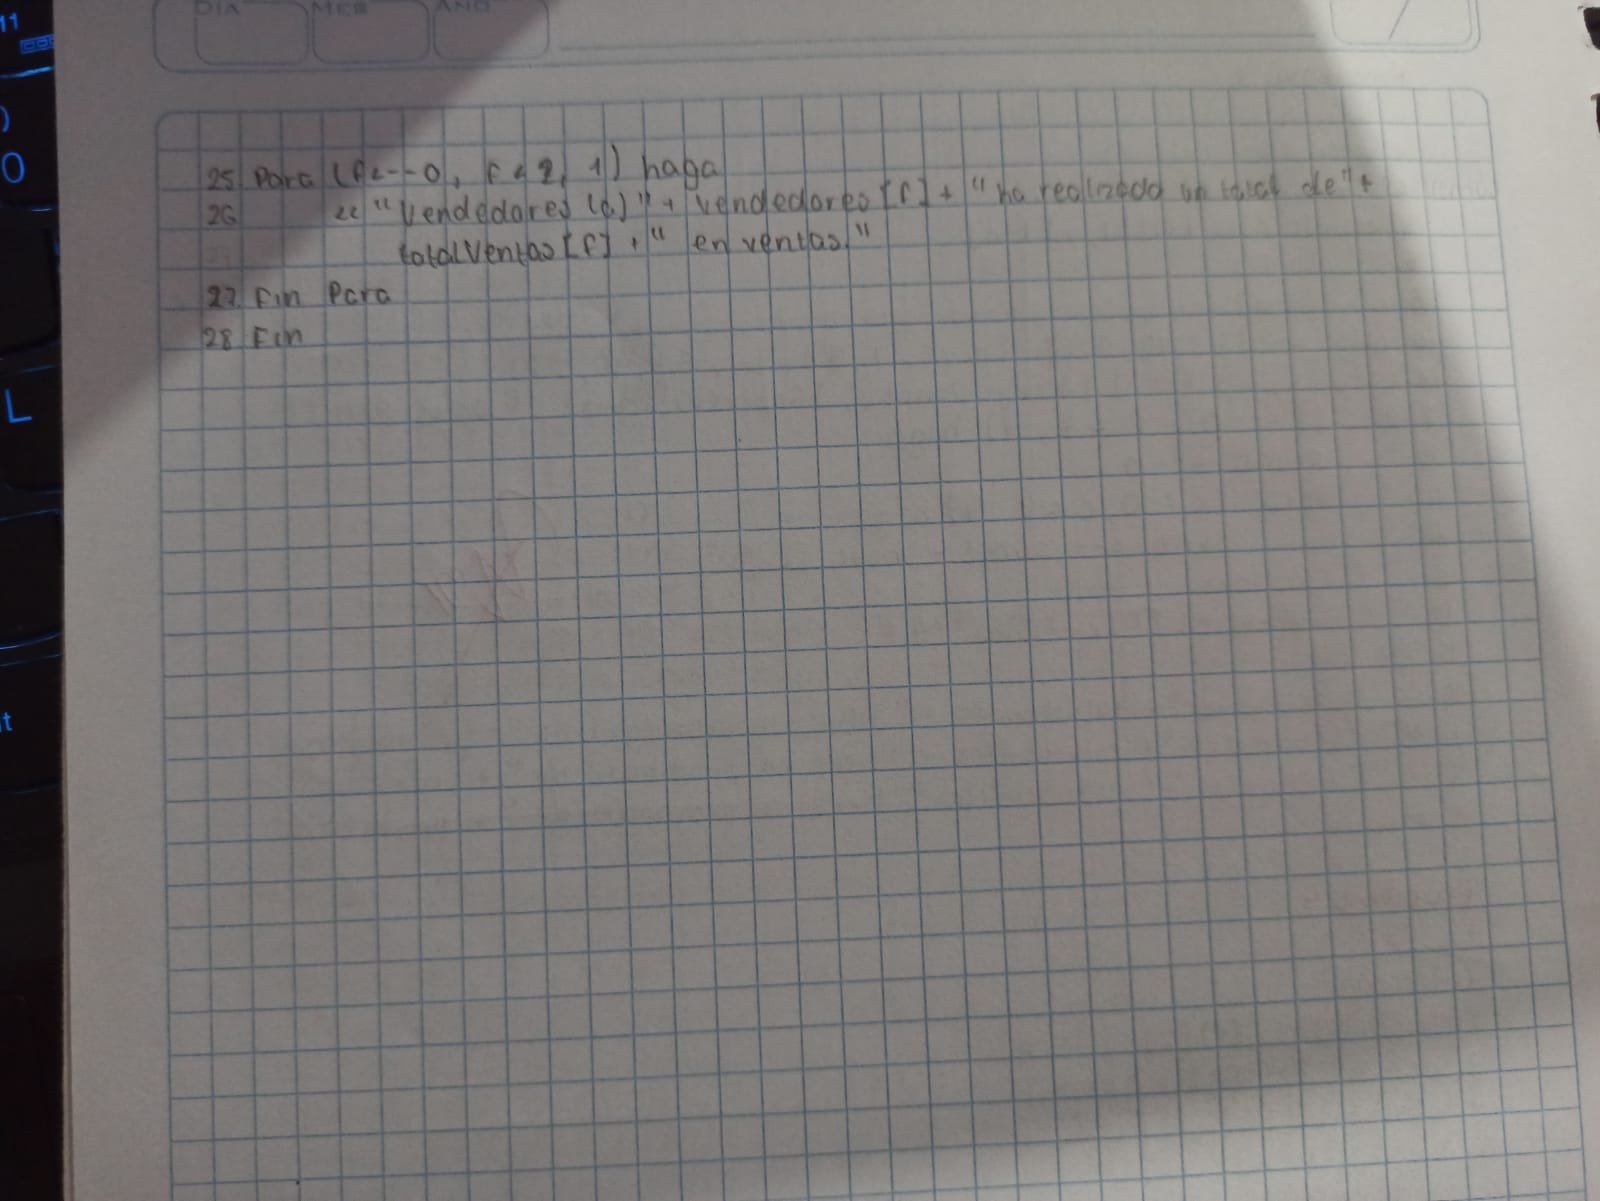 DIA MES AÑO
11
)
O
L
25 Para (f<--0, f<2, 1) haga
26 << "Vendedores (a)" + vendedores[f] + "ha realizado un total de" +
totalVentas[f] + " en ventas."
27. Fin Para
28 Fin